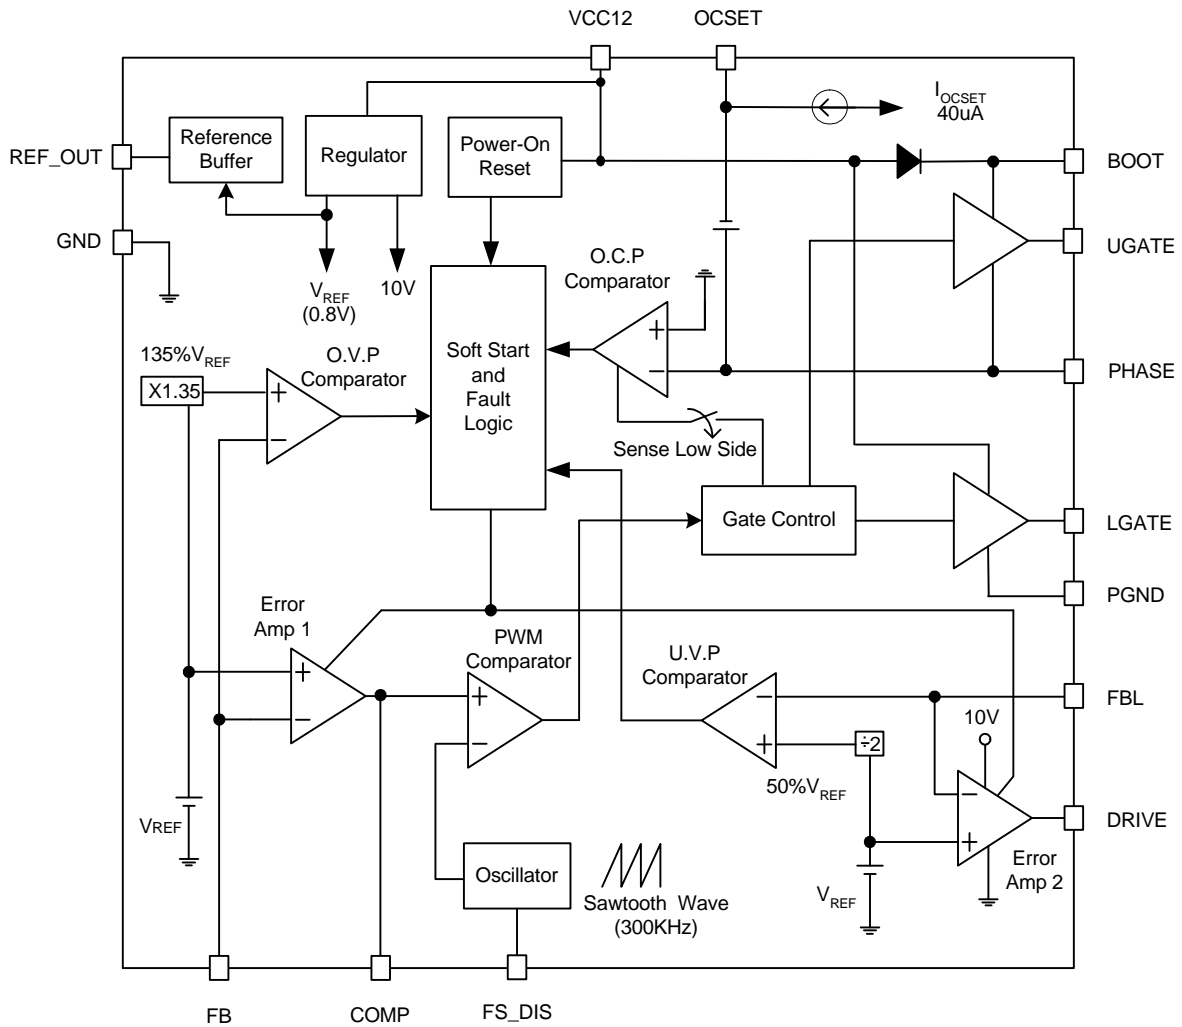 VCC12
OCSET
I_OCSET
40uA
REF_OUT
Reference
Buffer
Regulator
Power-On
Reset
BOOT
GND
UGATE
O.C.P
Comparator
V_REF
(0.8V)
10V
+
−
135%V_REF
X1.35
O.V.P
Comparator
+
−
Soft Start
and
Fault
Logic
PHASE
Sense Low Side
Gate Control
LGATE
PGND
Error
Amp 1
+
−
PWM
Comparator
+
−
U.V.P
Comparator
−
+
FBL
10V
÷2
50%V_REF
−
+
DRIVE
VREF
Error
Amp 2
Oscillator
Sawtooth Wave
(300KHz)
V_REF
FB
COMP
FS_DIS